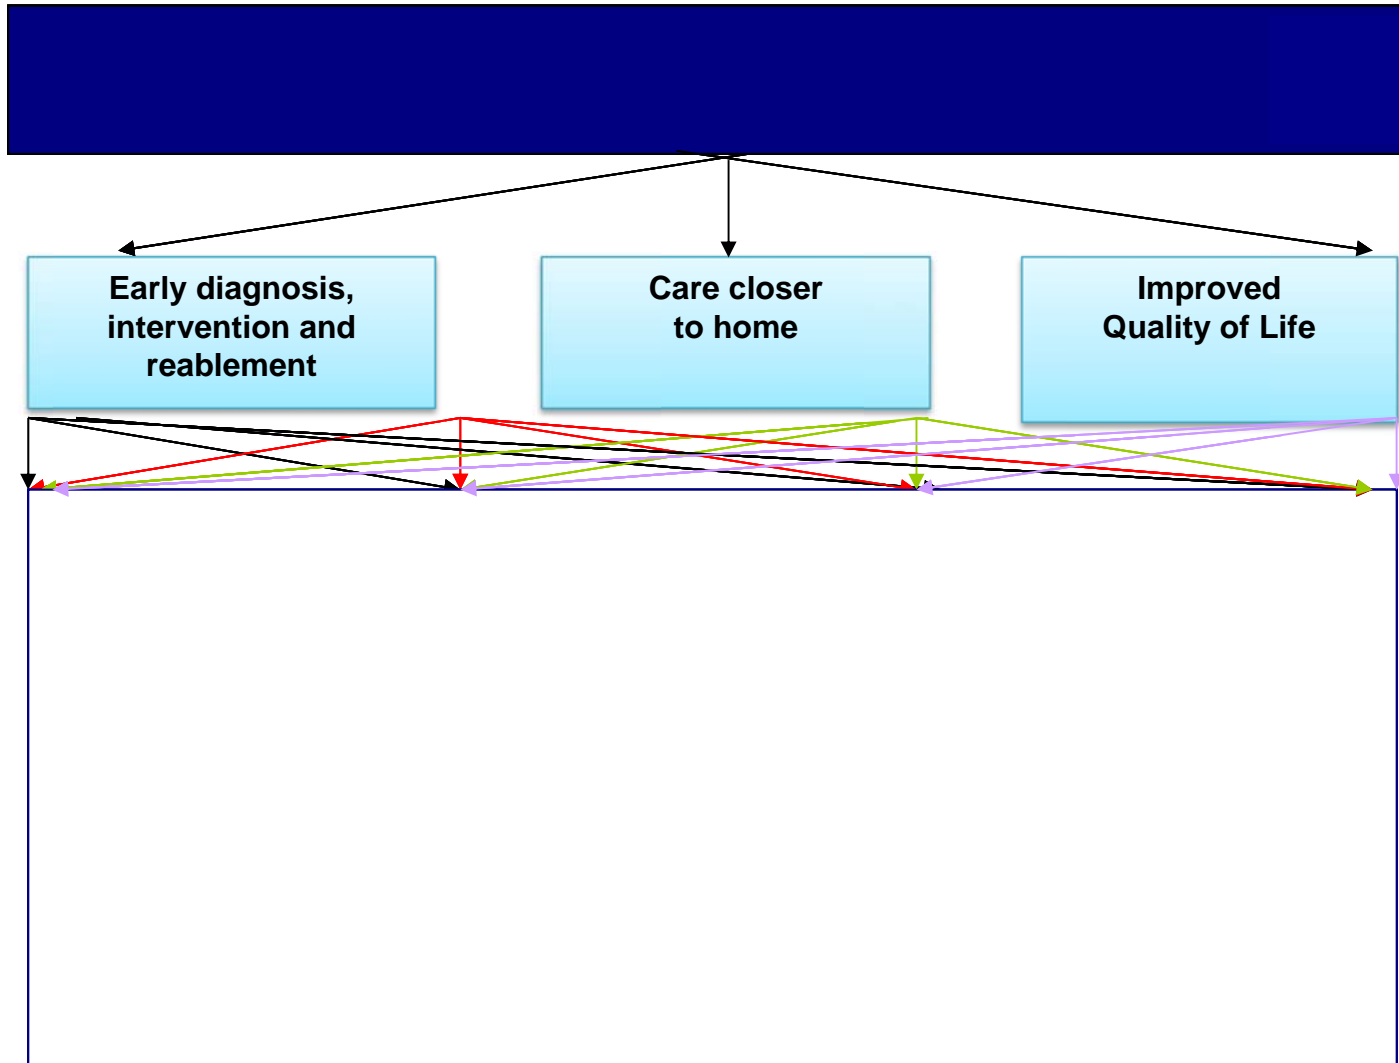 Early diagnosis,
intervention and
reablement
Care closer
to home
Improved
Quality of Life